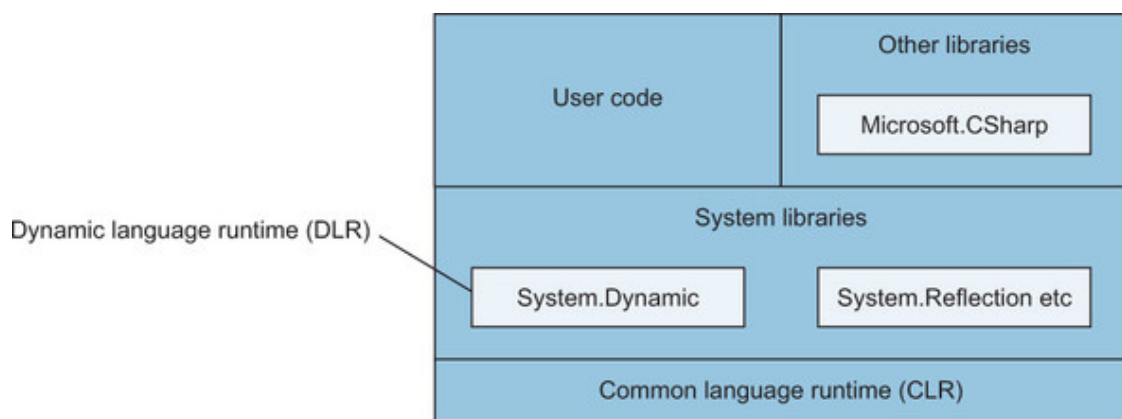 Other libraries
User code
Microsoft.CSharp
System libraries
Dynamic language runtime (DLR)
System.Dynamic
System.Reflection etc
Common language runtime (CLR)